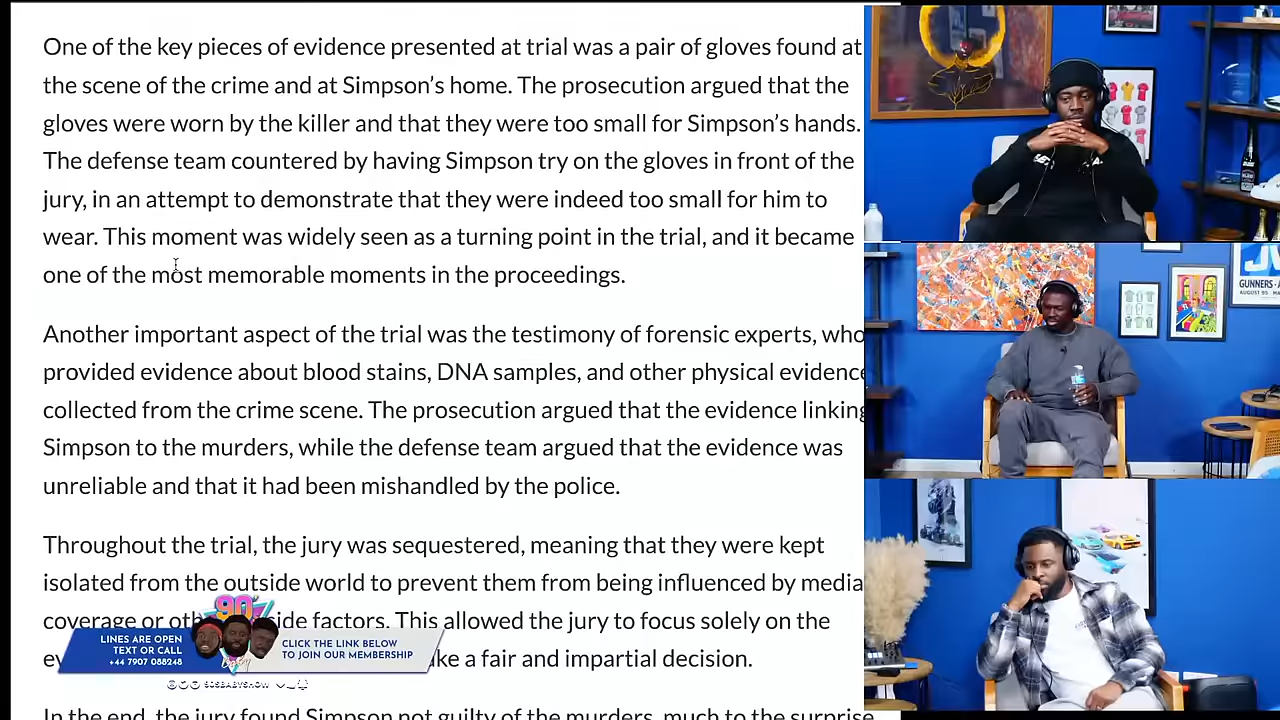 One of the key pieces of evidence presented at trial was a pair of gloves found at
the scene of the crime and at Simpson's home. The prosecution argued that the
gloves were worn by the killer and that they were too small for Simpson's hands.
The defense team countered by having Simpson try on the gloves in front of the
jury, in an attempt to demonstrate that they were indeed too small for him to
wear. This moment was widely seen as a turning point in the trial, and it became
one of the most memorable moments in the proceedings.
Another important aspect of the trial was the testimony of forensic experts, who
provided evidence about blood stains, DNA samples, and other physical evidence
collected from the crime scene. The prosecution argued that the evidence linking
Simpson to the murders, while the defense team argued that the evidence was
unreliable and that it had been mishandled by the police.
Throughout the trial, the jury was sequestered, meaning that they were kept
isolated from the outside world to prevent them from being influenced by media
coverage or factors. This allowed the jury to focus solely on the
a fair and impartial decision.
In the end, the jury found Simpson not guilty of the murders, much to the surprise
LINES ARE OPEN
TEXT OR CALL
+44 7907 088248
90
CLICK THE LINK BELOW
TO JOIN OUR MEMBERSHIP
90SBABYSHOW
GUNNERS